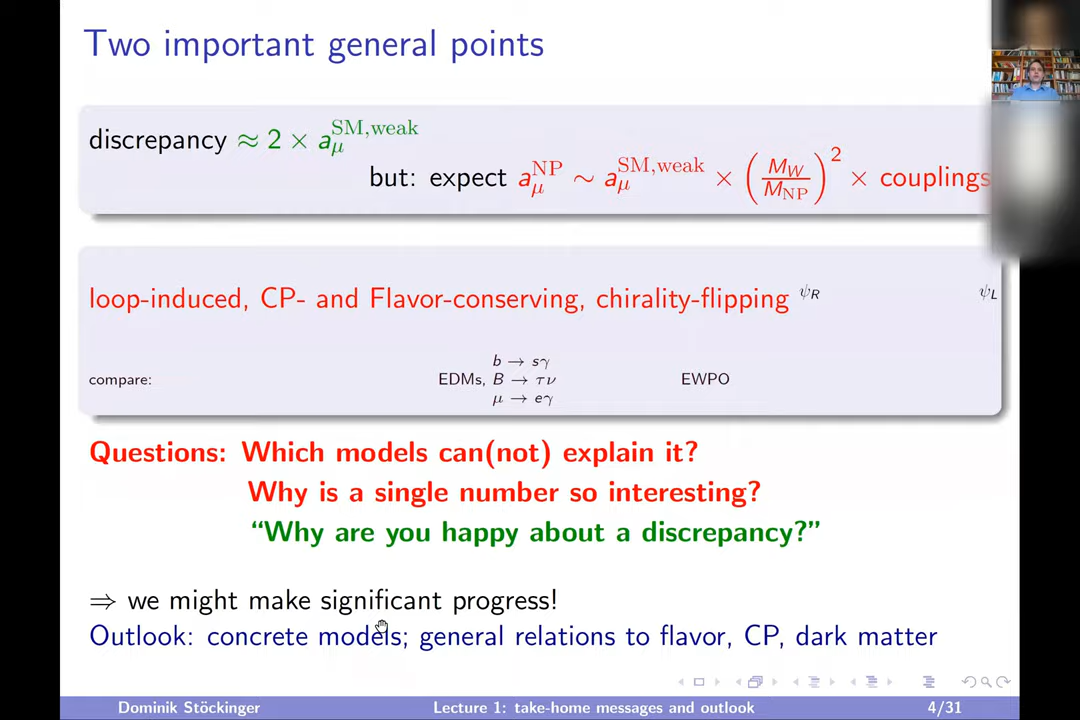 Two important general points
discrepancy ≈ 2 × a_μ^{SM,weak}
but: expect a_μ^{NP} ∼ a_μ^{SM,weak} × (M_W/M_{NP})^2 × couplings
loop-induced, CP- and Flavor-conserving, chirality-flipping ψ_R ψ_L
b → sγ
compare: EDMs, B → τν EWPO
μ → eγ
Questions: Which models can(not) explain it?
Why is a single number so interesting?
“Why are you happy about a discrepancy?”
⇒ we might make significant progress!
Outlook: concrete models; general relations to flavor, CP, dark matter
Dominik Stöckinger Lecture 1: take-home messages and outlook 4/31